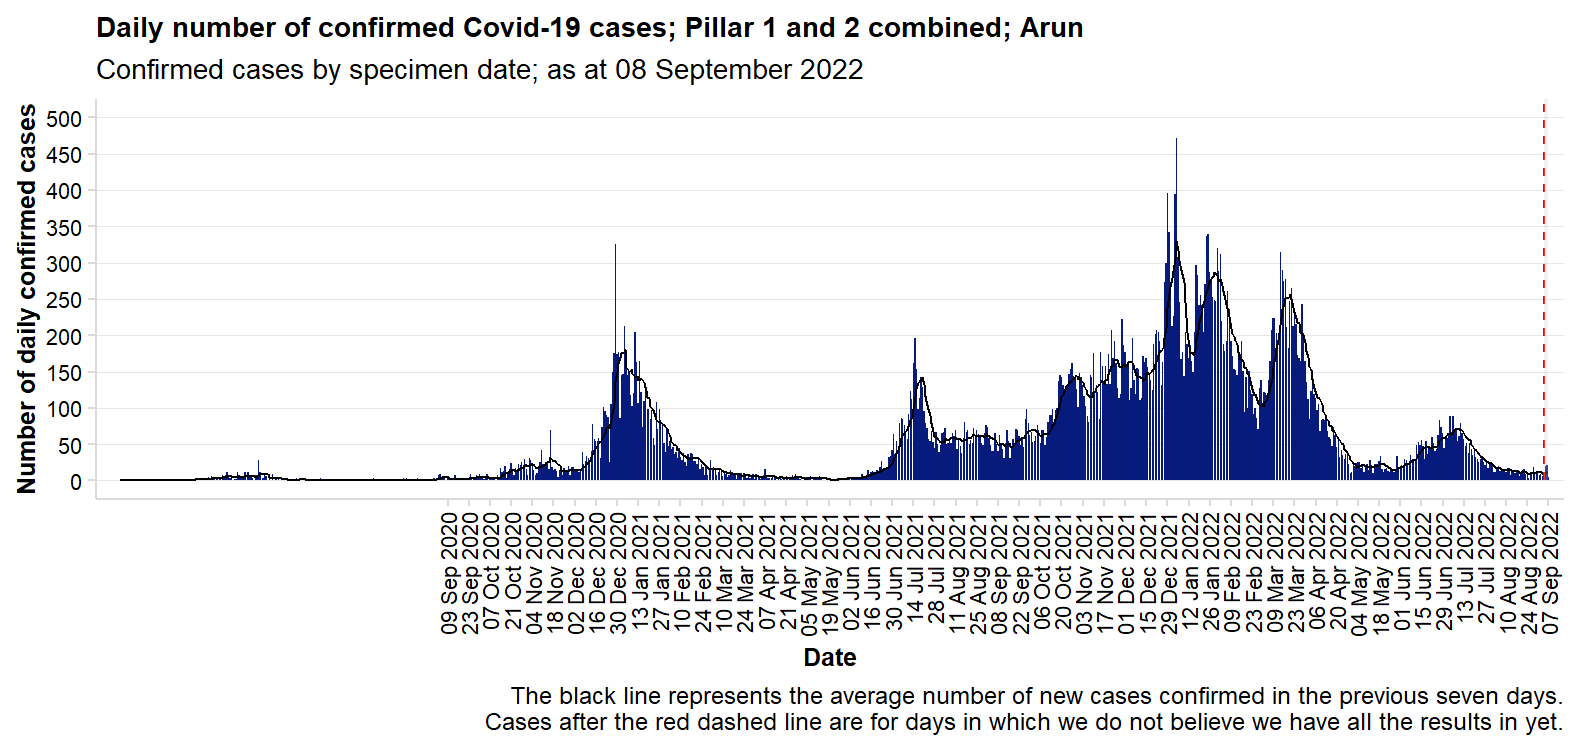 Daily number of confirmed Covid-19 cases; Pillar 1 and 2 combined; Arun
Confirmed cases by specimen date; as at 08 September 2022
Number of daily confirmed cases
500
450
400
350
300
250
200
150
100
50
0
09 Sep 2020
23 Sep 2020
07 Oct 2020
21 Oct 2020
04 Nov 2020
18 Nov 2020
02 Dec 2020
16 Dec 2020
30 Dec 2020
13 Jan 2021
27 Jan 2021
10 Feb 2021
24 Feb 2021
10 Mar 2021
24 Mar 2021
07 Apr 2021
21 Apr 2021
05 May 2021
19 May 2021
02 Jun 2021
16 Jun 2021
30 Jun 2021
14 Jul 2021
28 Jul 2021
11 Aug 2021
25 Aug 2021
08 Sep 2021
22 Sep 2021
06 Oct 2021
20 Oct 2021
03 Nov 2021
17 Nov 2021
01 Dec 2021
15 Dec 2021
29 Dec 2021
12 Jan 2022
26 Jan 2022
09 Feb 2022
23 Feb 2022
09 Mar 2022
23 Mar 2022
06 Apr 2022
20 Apr 2022
04 May 2022
18 May 2022
01 Jun 2022
15 Jun 2022
29 Jun 2022
13 Jul 2022
27 Jul 2022
10 Aug 2022
24 Aug 2022
07 Sep 2022
Date
The black line represents the average number of new cases confirmed in the previous seven days.
Cases after the red dashed line are for days in which we do not believe we have all the results in yet.